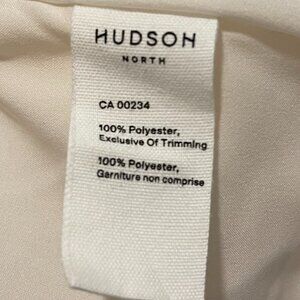 HUDSON
NORTH
CA 00234
100% Polyester,
Exclusive Of Trimming
100% Polyester,
Garniture non comprise